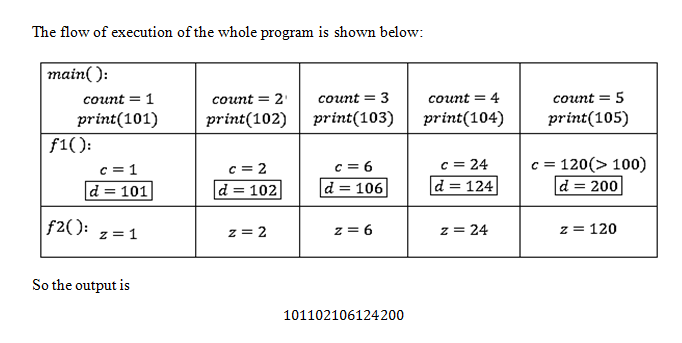 The flow of execution of the whole program is shown below:
main( ):
count = 1 count = 2 count = 3 count = 4 count = 5
print(101) print(102) print(103) print(104) print(105)
f1( ):
c = 1 c = 2 c = 6 c = 24 c = 120(> 100)
d = 101 d = 102 d = 106 d = 124 d = 200
f2( ): z = 1 z = 2 z = 6 z = 24 z = 120
So the output is
101102106124200